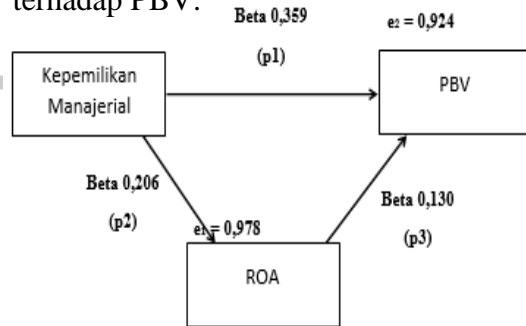 terhadap PBV.
Beta 0,359
(p1)
e2 = 0,924
Kepemilikan
Manajerial
PBV
Beta 0,206
(p2)
e1 = 0,978
Beta 0,130
(p3)
ROA